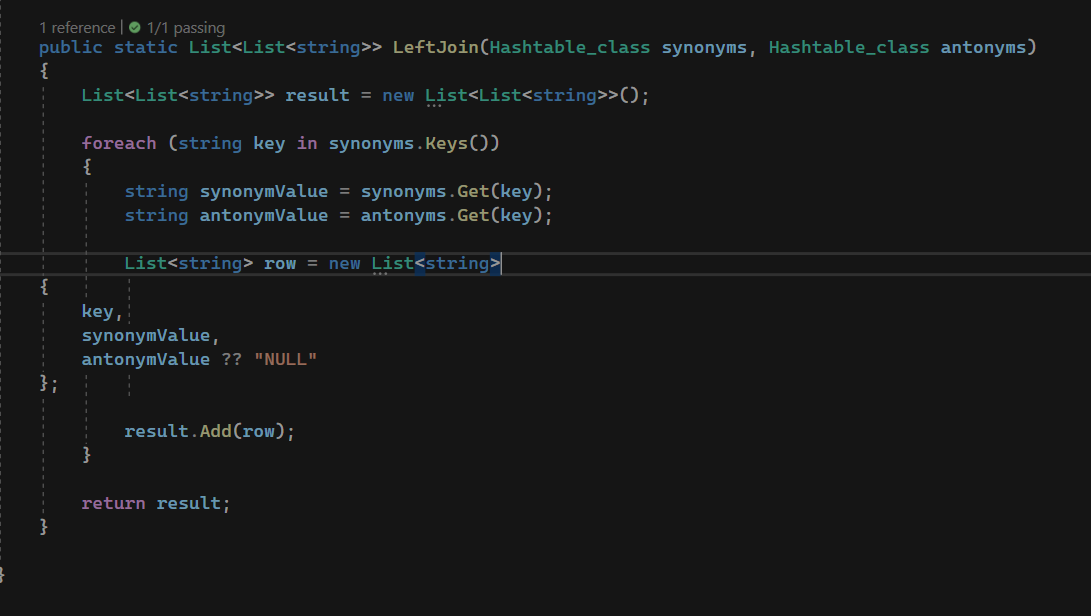 1 reference | 1/1 passing
public static List<List<string>> LeftJoin(Hashtable_class synonyms, Hashtable_class antonyms)
{
List<List<string>> result = new List<List<string>>();
foreach (string key in synonyms.Keys())
{
string synonymValue = synonyms.Get(key);
string antonymValue = antonyms.Get(key);
List<string> row = new List<string>
{
key,
synonymValue,
antonymValue ?? "NULL"
};
result.Add(row);
}
return result;
}
}